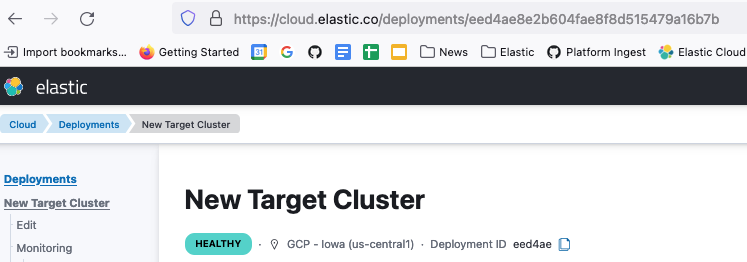 https://cloud.elastic.co/deployments/eed4ae8e2b604fae8f8d515479a16b7b
Import bookmarks... Getting Started 31 News Elastic Platform Ingest Elastic Cloud
elastic
Cloud Deployments New Target Cluster
Deployments
New Target Cluster
Edit
Monitoring
New Target Cluster
HEALTHY · GCP - Iowa (us-central1) · Deployment ID eed4ae